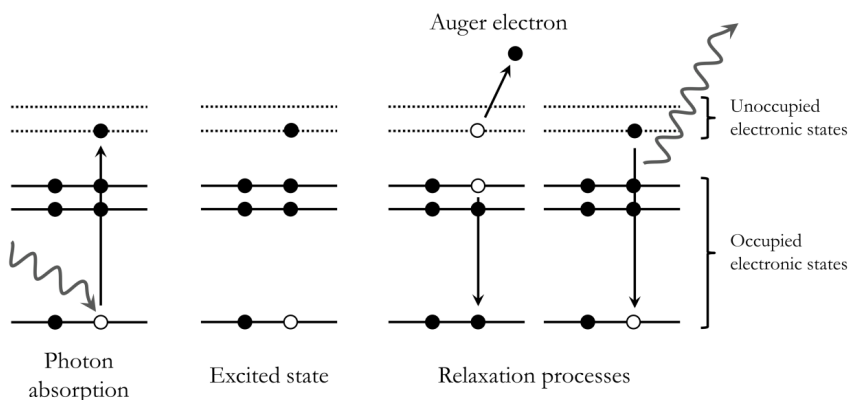 Auger electron
Unoccupied
electronic states
Occupied
electronic states
Photon
absorption
Excited state
Relaxation processes